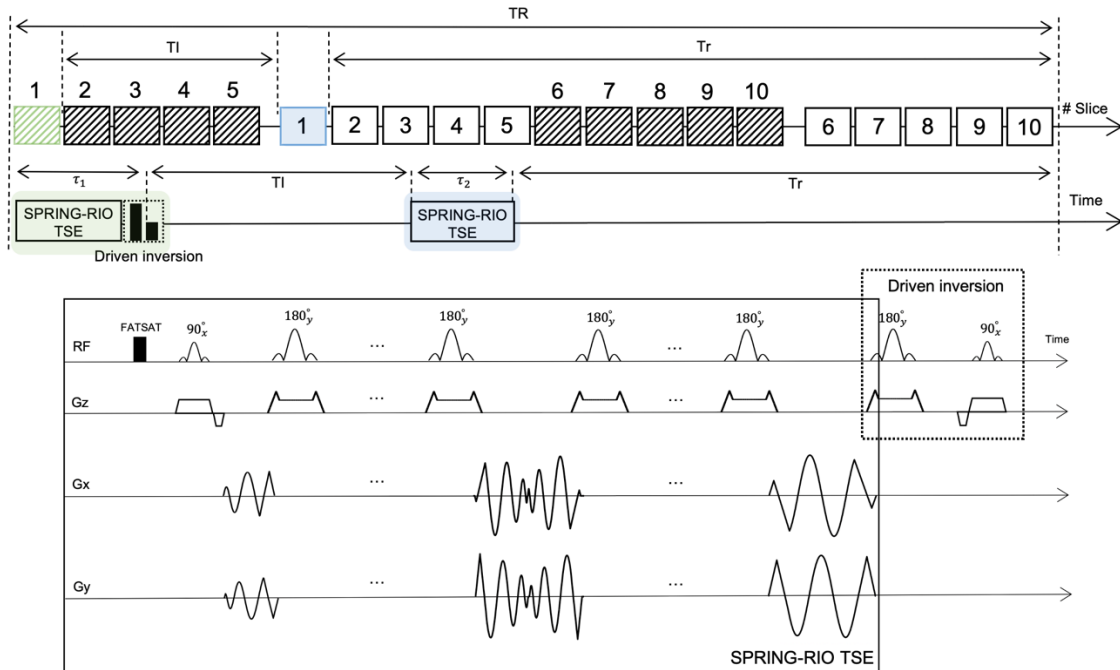 TR
TI Tr
1 2 3 4 5 6 7 8 9 10
1 2 3 4 5 6 7 8 9 10 # Slice
τ₁ TI τ₂ Tr
Time
SPRING-RIO
TSE
SPRING-RIO
TSE
Driven inversion
Driven inversion
FATSAT 90°ₓ 180°ᵧ ... 180°ᵧ 180°ᵧ ... 180°ᵧ 180°ᵧ 90°ₓ Time
RF
Gz ... ...
Gx ... ...
Gy ... ...
SPRING-RIO TSE